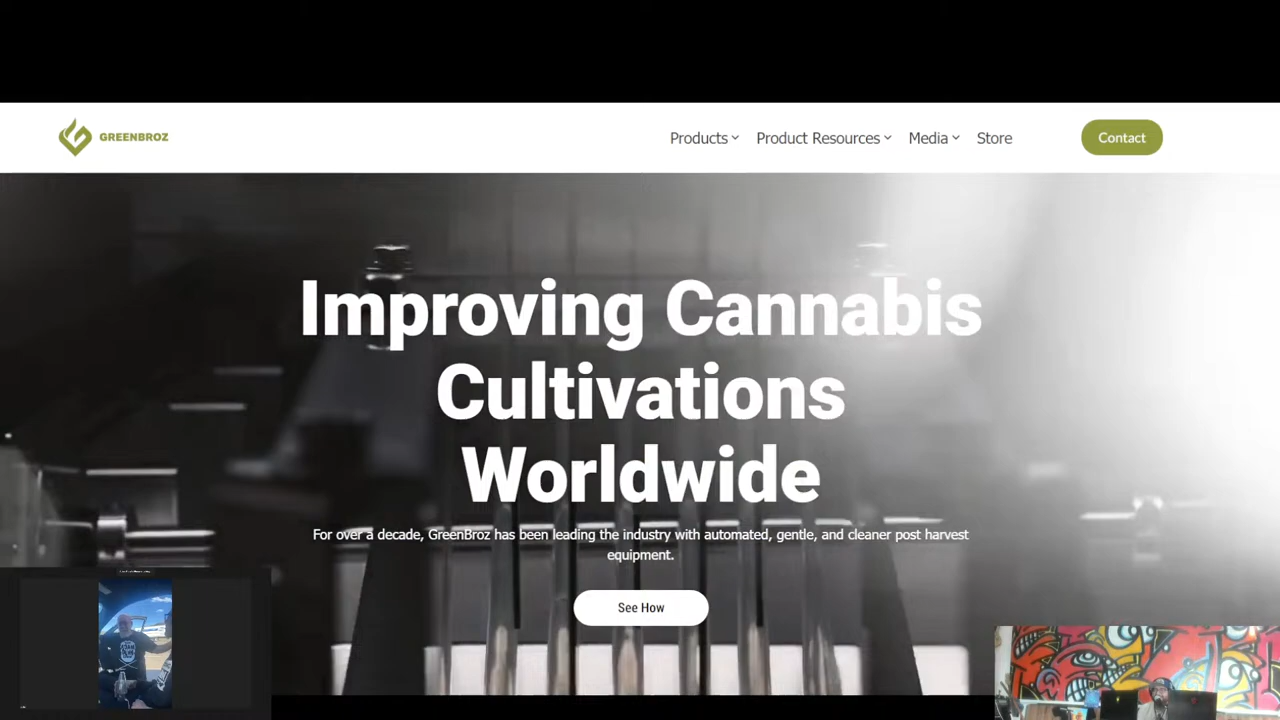 GREENBROZ
Products
Product Resources
Media
Store
Contact
Improving Cannabis
Cultivations
Worldwide
For over a decade, GreenBroz has been leading the industry with automated, gentle, and cleaner post harvest
equipment.
See How